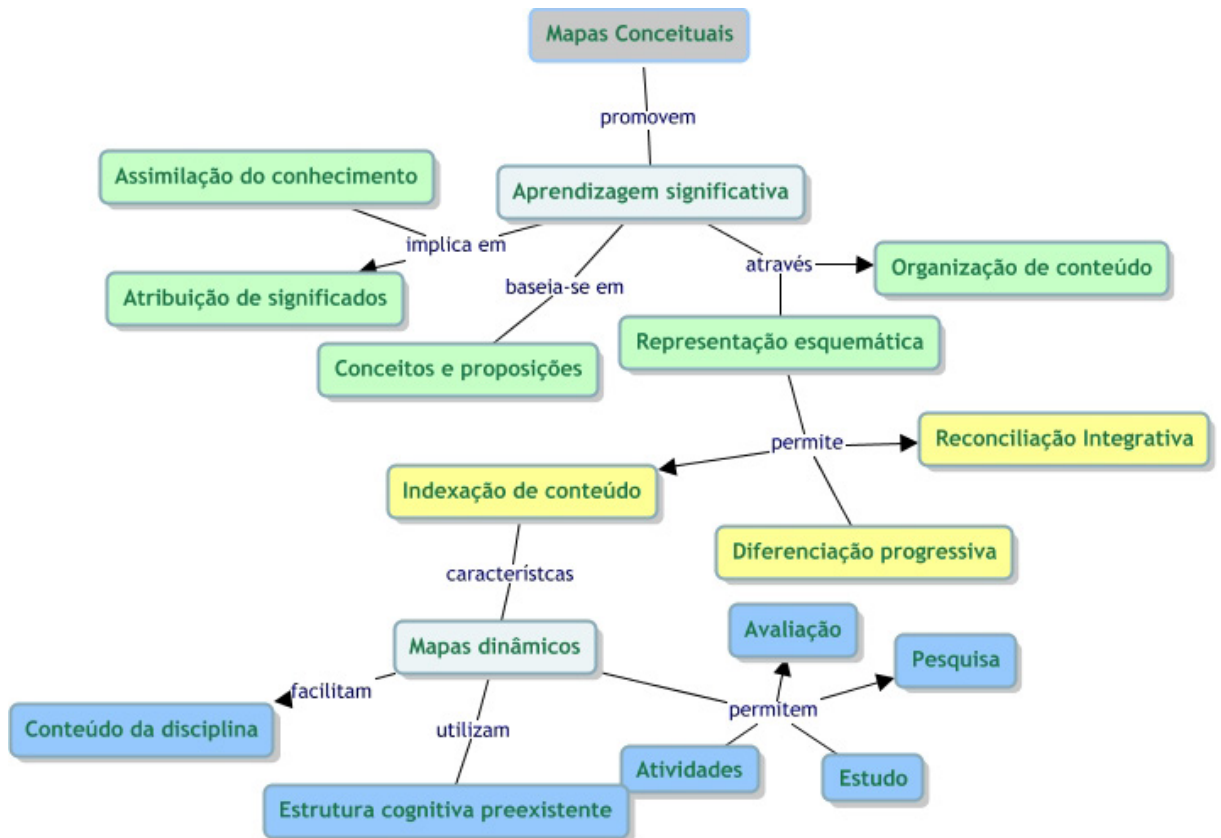 Mapas Conceituais
promovem
Assimilação do conhecimento
Aprendizagem significativa
implica em
Atribuição de significados
baseia-se em
através
Organização de conteúdo
Conceitos e proposições
Representação esquemática
permite
Reconciliação Integrativa
Indexação de conteúdo
Diferenciação progressiva
característcas
Mapas dinâmicos
Avaliação
Pesquisa
facilitam
Conteúdo da disciplina
utilizam
permitem
Atividades
Estudo
Estrutura cognitiva preexistente